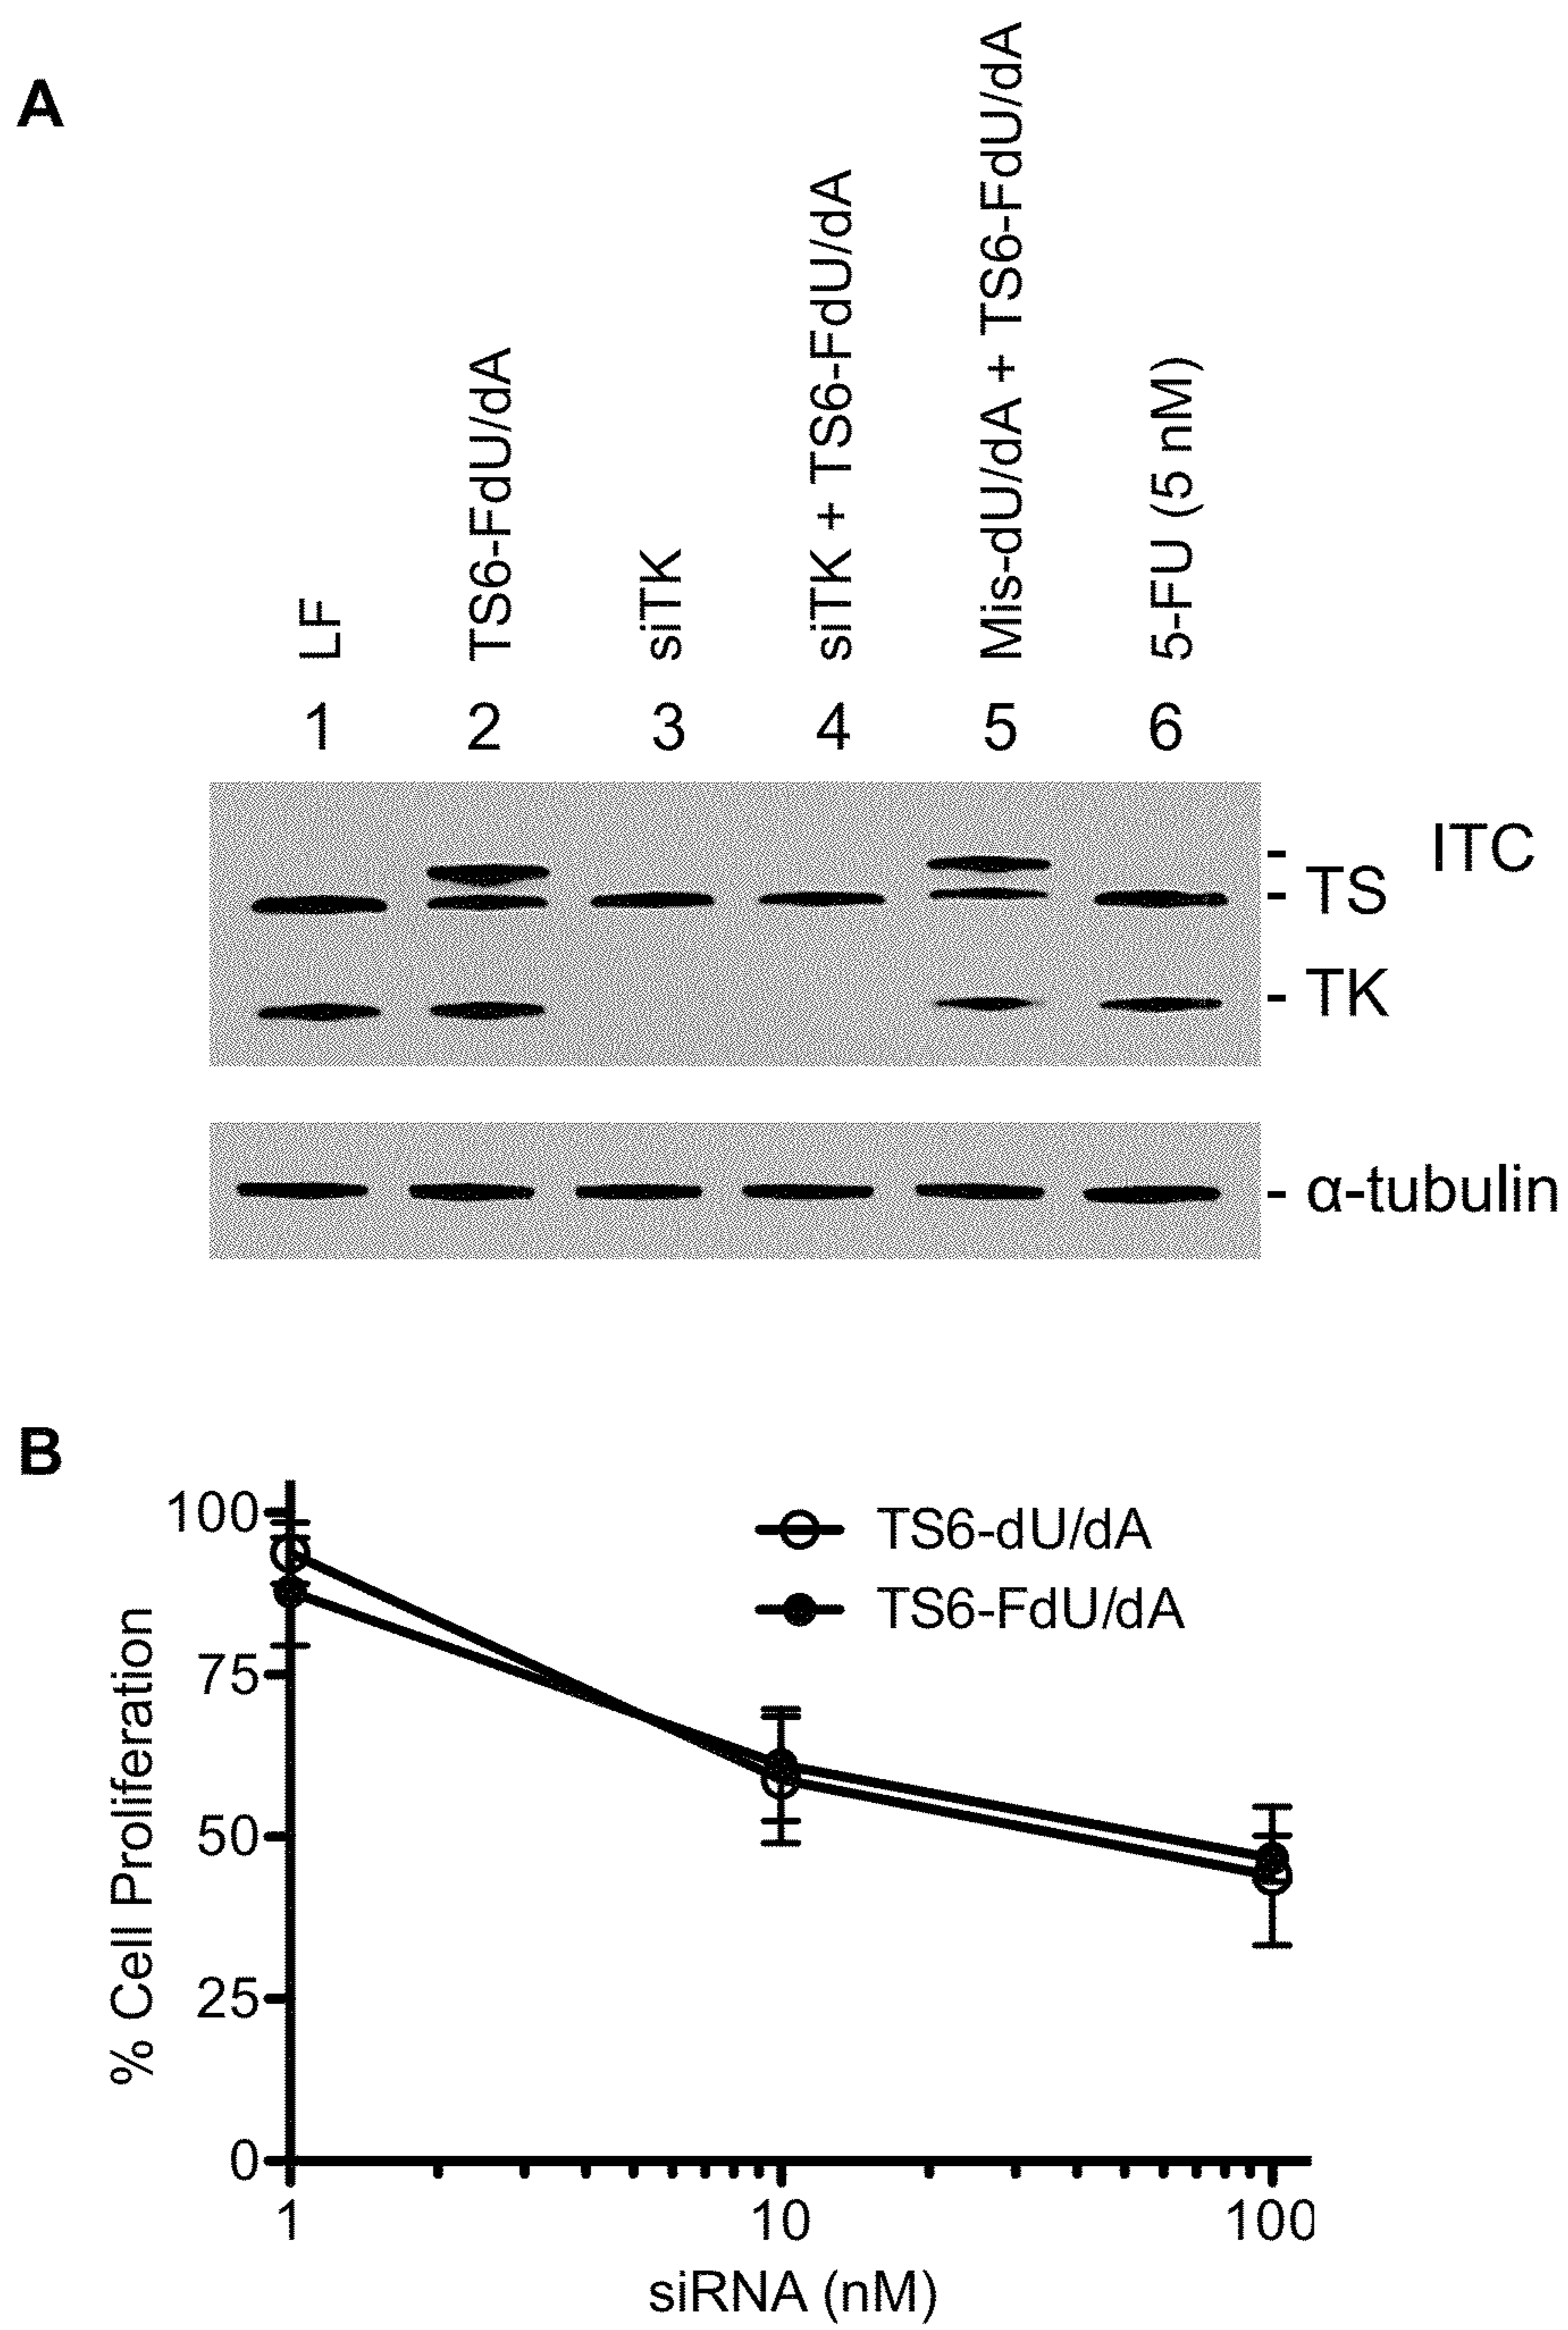 A
LF
TS6-FdU/dA
siTK
siTK + TS6-FdU/dA
Mis-dU/dA + TS6-FdU/dA
5-FU (5 nM)
1 2 3 4 5 6
- ITC
- TS
- TK
- α-tubulin
B
100
75
50
25
0
% Cell Proliferation
TS6-dU/dA
TS6-FdU/dA
1 10 100
siRNA (nM)